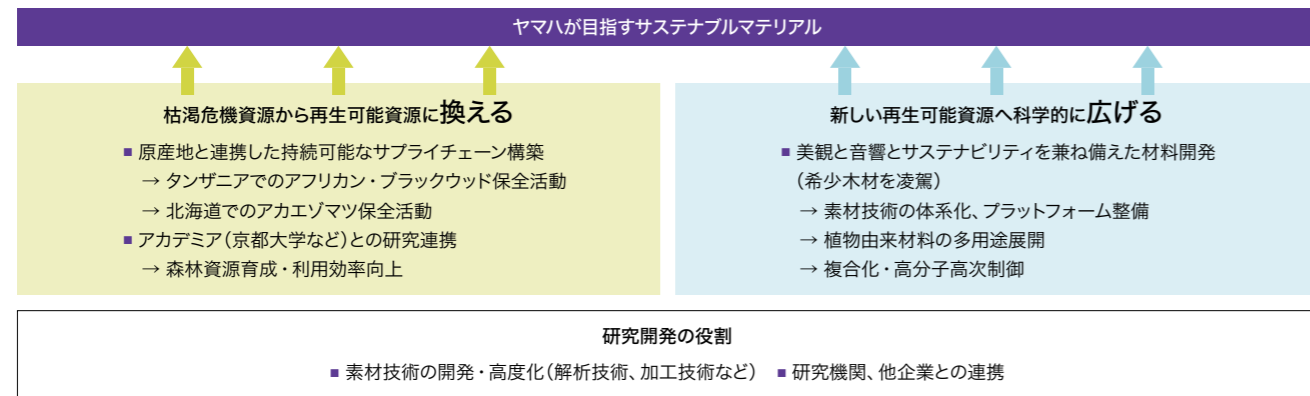 ヤマハが目指すサステナブルマテリアル
枯渇危機資源から再生可能資源に換える
■ 原産地と連携した持続可能なサプライチェーン構築
→ タンザニアでのアフリカン・ブラックウッド保全活動
→ 北海道でのアカエゾマツ保全活動
■ アカデミア（京都大学など）との研究連携
→ 森林資源育成・利用効率向上
新しい再生可能資源へ科学的に広げる
■ 美観と音響とサステナビリティを兼ね備えた材料開発
（希少木材を凌駕）
→ 素材技術の体系化、プラットフォーム整備
→ 植物由来材料の多用途展開
→ 複合化・高分子高次制御
研究開発の役割
■ 素材技術の開発・高度化（解析技術、加工技術など） ■ 研究機関、他企業との連携